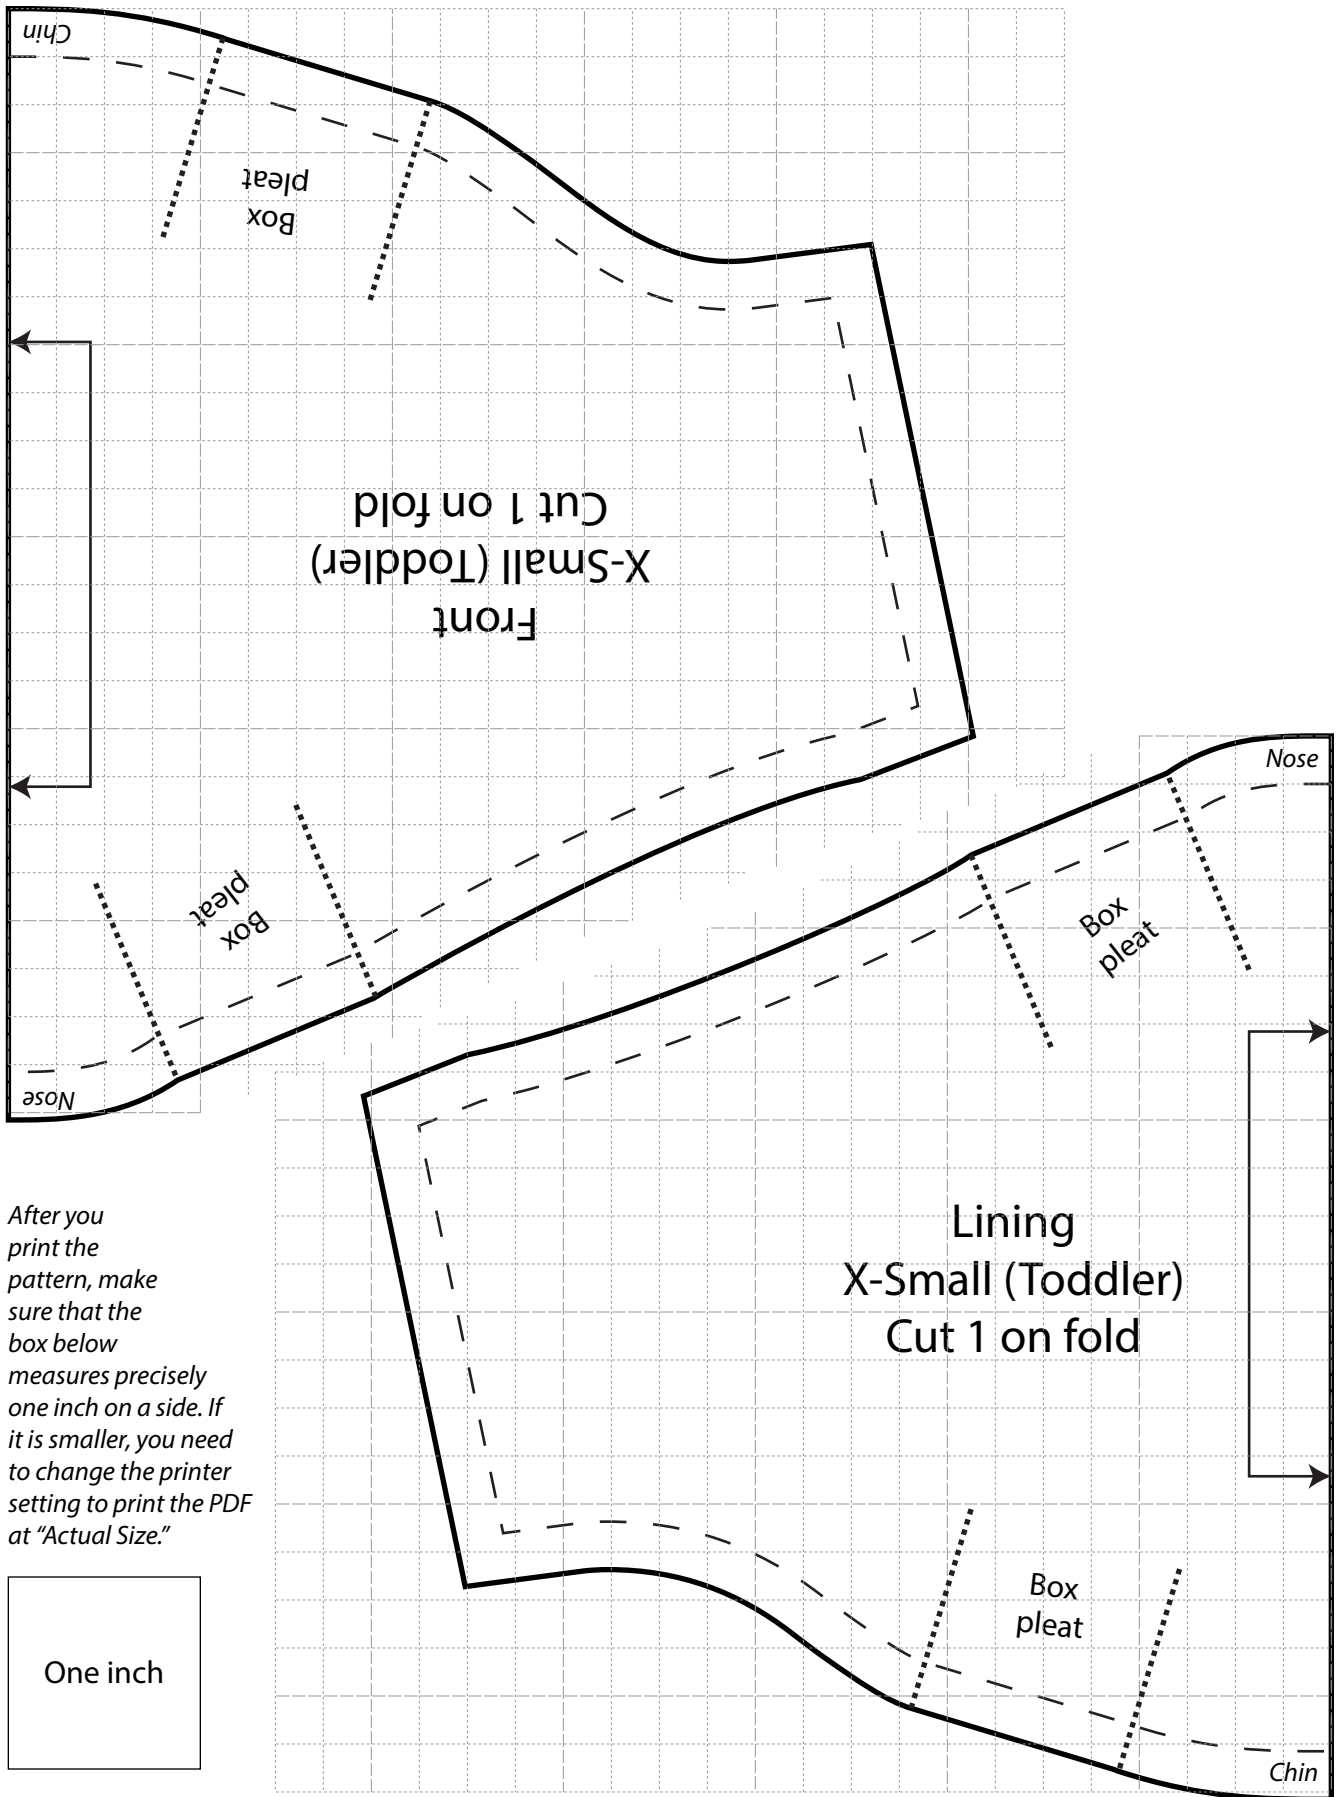 Chin
Box
pleat
Front
X-Small (Toddler)
Cut 1 on fold
Box
pleat
Nose
Nose
Box
pleat
Lining
X-Small (Toddler)
Cut 1 on fold
Box
pleat
Chin
After you
print the
pattern, make
sure that the
box below
measures precisely
one inch on a side. If
it is smaller, you need
to change the printer
setting to print the PDF
at “Actual Size.”
One inch